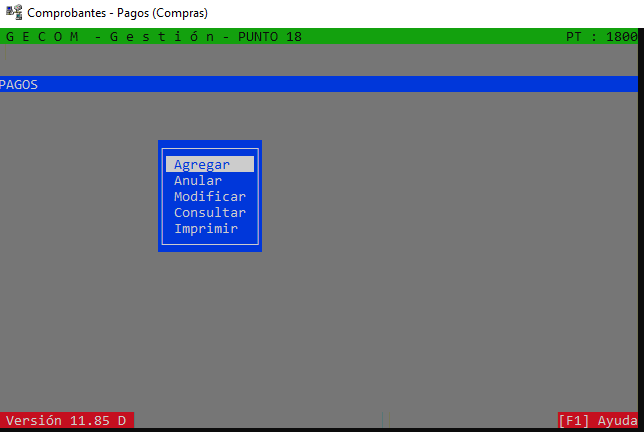 Comprobantes - Pagos (Compras)
G E C O M - G e s t i ó n - PUNTO 18 PT : 1800
PAGOS
Agregar
Anular
Modificar
Consultar
Imprimir
Versión 11.85 D [F1] Ayuda